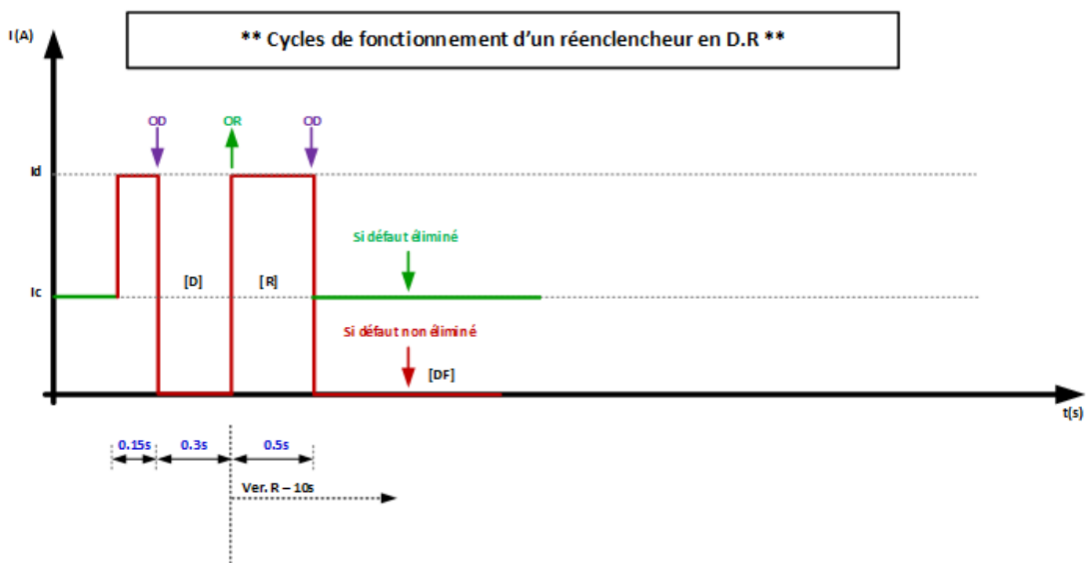 ** Cycles de fonctionnement d'un réenclencheur en D.R **
I(A)
OD OR OD
Id
Si défaut éliminé
[D] [R]
Ic
Si défaut non éliminé
[DF]
t(s)
0.15s 0.3s 0.5s
Ver. R – 10s